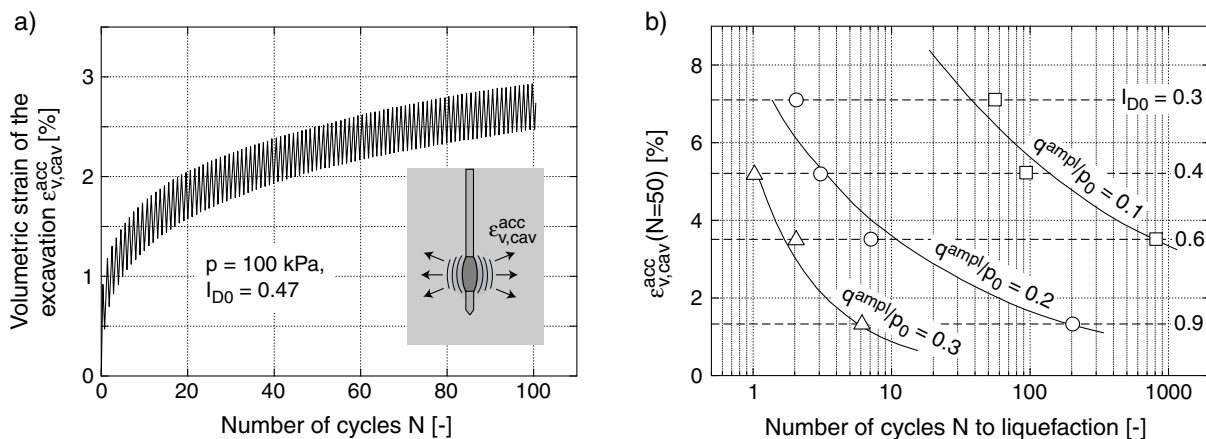 a)
Volumetric strain of the
excavation ε^acc_v,cav [%]
3
2
1
0
0 20 40 60 80 100
Number of cycles N [-]
p = 100 kPa,
I_D0 = 0.47
ε^acc_v,cav
b)
ε^acc_v,cav(N=50) [%]
8
6
4
2
0
1 10 100 1000
Number of cycles N to liquefaction [-]
I_D0 = 0.3
0.4
0.6
0.9
q^ampl/p_0 = 0.1
q^ampl/p_0 = 0.2
q^ampl/p_0 = 0.3